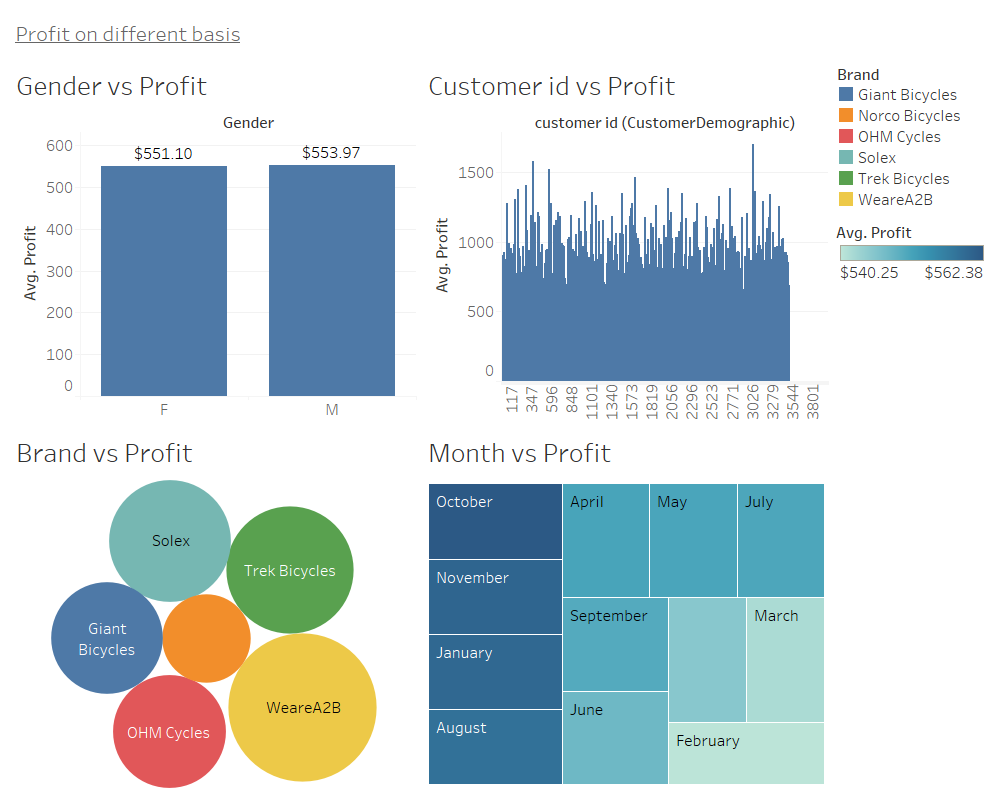 Profit on different basis
Gender vs Profit
Gender
Avg. Profit
600
500
400
300
200
100
0
$551.10
$553.97
F
M
Customer id vs Profit
customer id (CustomerDemographic)
Avg. Profit
1500
1000
500
0
117
347
596
848
1101
1340
1573
1819
2056
2296
2523
2771
3026
3279
3544
3801
Brand
Giant Bicycles
Norco Bicycles
OHM Cycles
Solex
Trek Bicycles
WeareA2B
Avg. Profit
$540.25 $562.38
Brand vs Profit
Solex
Trek Bicycles
Giant
Bicycles
WeareA2B
OHM Cycles
Month vs Profit
October
November
January
August
April
May
July
September
June
March
February